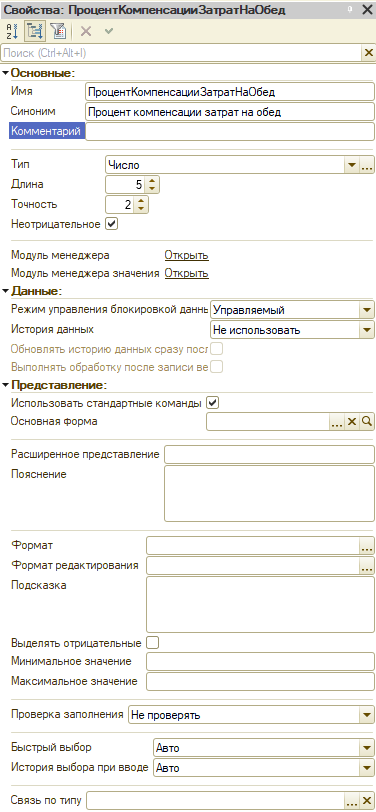 Свойства: ПроцентКомпенсацииЗатратНаОбед
Поиск (Ctrl+Alt+I)
Основные:
Имя ПроцентКомпенсацииЗатратНаОбед
Синоним Процент компенсации затрат на обед
Комментарий
Тип Число
Длина 5
Точность 2
Неотрицательное
Модуль менеджера Открыть
Модуль менеджера значения Открыть
Данные:
Режим управления блокировкой данны Управляемый
История данных Не использовать
Обновлять историю данных сразу посл
Выполнять обработку после записи ве
Представление:
Использовать стандартные команды
Основная форма
Расширенное представление
Пояснение
Формат
Формат редактирования
Подсказка
Выделять отрицательные
Минимальное значение
Максимальное значение
Проверка заполнения Не проверять
Быстрый выбор Авто
История выбора при вводе Авто
Связь по типу